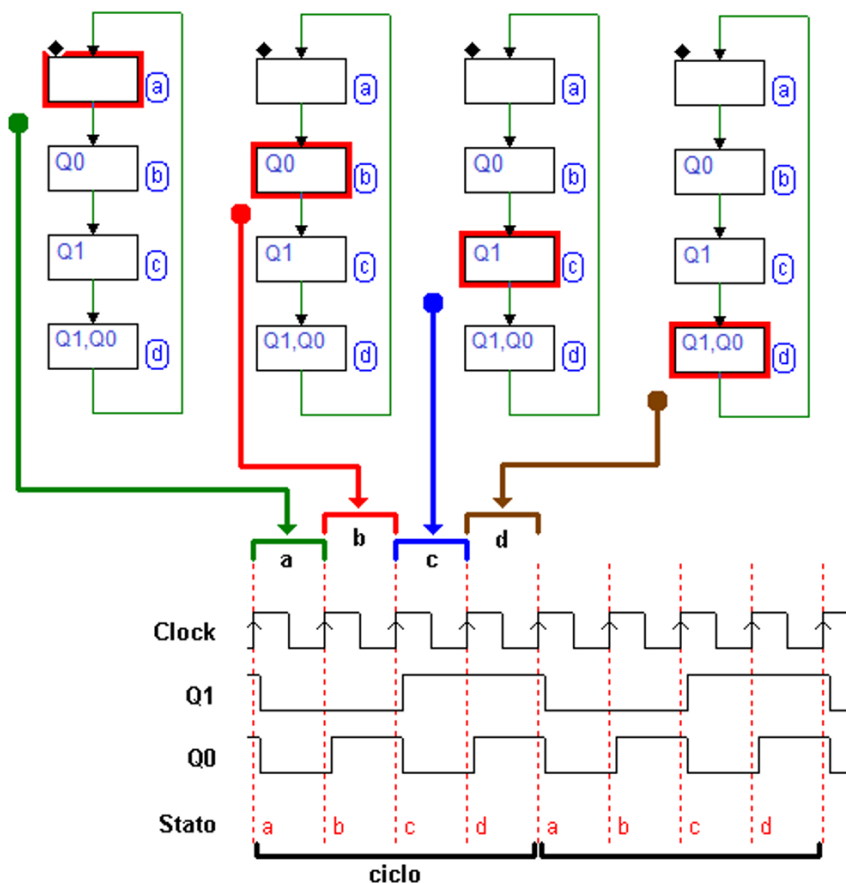 a a a a
Q0 b Q0 b Q0 b Q0 b
Q1 c Q1 c Q1 c Q1 c
Q1,Q0 d Q1,Q0 d Q1,Q0 d Q1,Q0 d
a b c d
Clock
Q1
Q0
Stato a b c d a b c d
ciclo